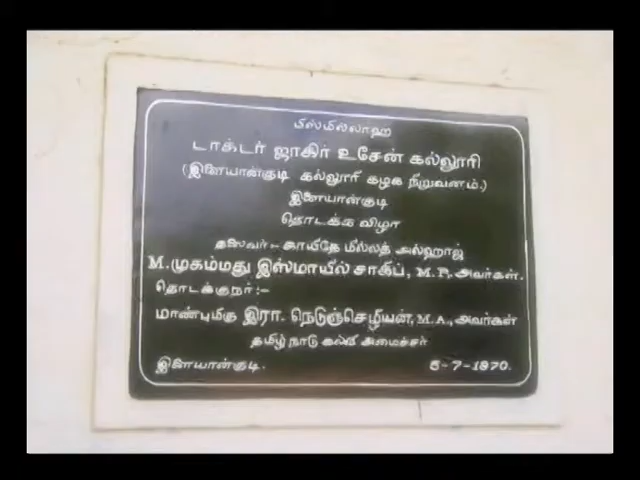 பிஸ்மில்லாஹ்
டாக்டர் ஜாகிர் உசேன் கல்லூரி
(இளையான்குடி கல்லூரி கழக நிறுவனம்.)
இளையான்குடி
தொடக்க விழா
தலைவர்:- காயிதே மில்லத் அல்ஹாஜ்
M. முகம்மது இஸ்மாயீல் சாகிப், M.P., அவர்கள்.
தொடக்குநர்:-
மாண்புமிகு இரா. நெடுஞ்செழியன், M.A., அவர்கள்
தமிழ்நாடு கல்வி அமைச்சர்
இளையான்குடி. 5-7-1970.